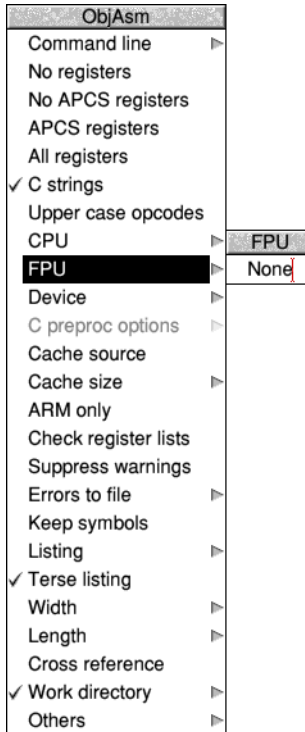 ObjAsm
Command line
No registers
No APCS registers
APCS registers
All registers
C strings
Upper case opcodes
CPU
FPU
Device
C preproc options
Cache source
Cache size
ARM only
Check register lists
Suppress warnings
Errors to file
Keep symbols
Listing
Terse listing
Width
Length
Cross reference
Work directory
Others
FPU
None